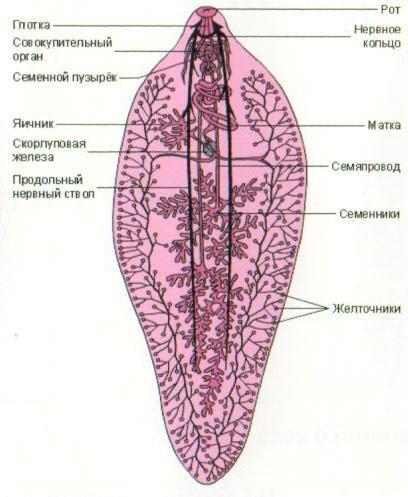 Глотка
Совокупительный
орган
Семенной пузырёк
Яичник
Скорлуповая
железа
Продольный
нервный ствол
Рот
Нервное
кольцо
Матка
Семяпровод
Семенники
Желточники